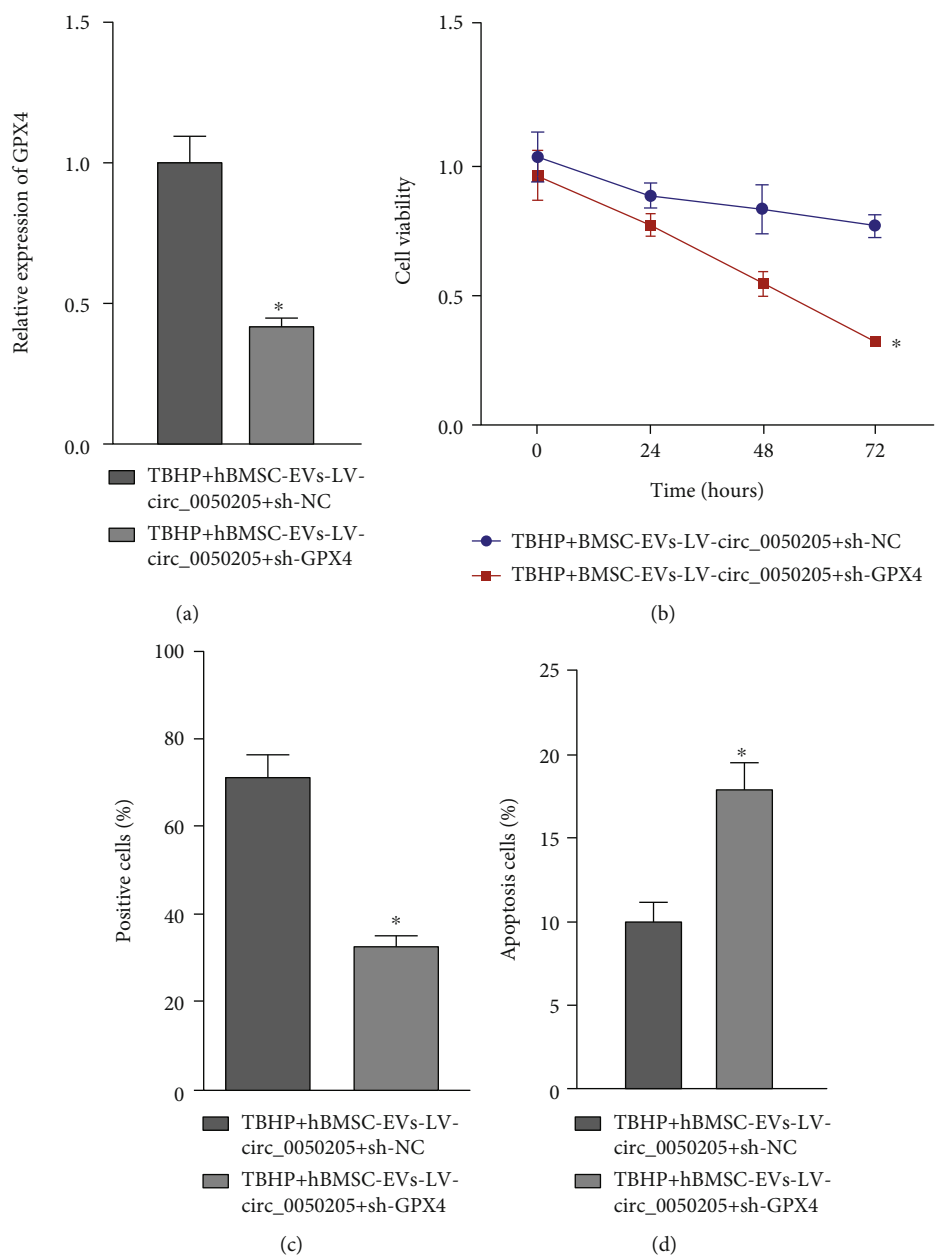 Relative expression of GPX4
1.5
1.0
0.5
0.0
*
TBHP+hBMSC-EVs-LV-
circ_0050205+sh-NC
TBHP+hBMSC-EVs-LV-
circ_0050205+sh-GPX4
(a)
Cell viability
1.5
1.0
0.5
0.0
*
0 24 48 72
Time (hours)
TBHP+BMSC-EVs-LV-circ_0050205+sh-NC
TBHP+BMSC-EVs-LV-circ_0050205+sh-GPX4
(b)
Positive cells (%)
100
80
60
40
20
0
*
TBHP+hBMSC-EVs-LV-
circ_0050205+sh-NC
TBHP+hBMSC-EVs-LV-
circ_0050205+sh-GPX4
(c)
Apoptosis cells (%)
25
20
15
10
5
0
*
TBHP+hBMSC-EVs-LV-
circ_0050205+sh-NC
TBHP+hBMSC-EVs-LV-
circ_0050205+sh-GPX4
(d)